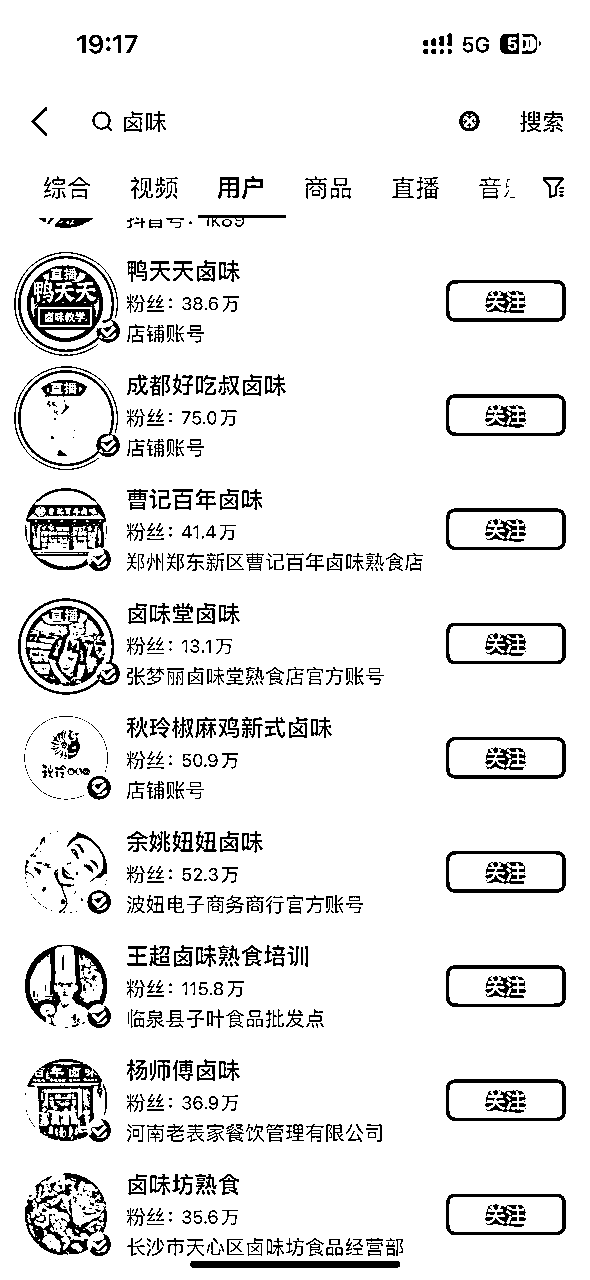 19:17
5G
卤味
搜索
综合 视频 用户 商品 直播
抖音号: 1k89
直播
鸭天天
卤味教学
鸭天天卤味
粉丝: 38.6万
店铺账号
关注
直播
成都好吃叔卤味
粉丝: 75.0万
店铺账号
关注
曹记百年卤味
粉丝: 41.4万
郑州郑东新区曹记百年卤味熟食店
关注
直播
卤味堂卤味
粉丝: 13.1万
张梦丽卤味堂熟食店官方账号
关注
秋玲椒麻鸡新式卤味
粉丝: 50.9万
店铺账号
关注
余姚妞妞卤味
粉丝: 52.3万
波妞电子商务商行官方账号
关注
王超卤味熟食培训
粉丝: 115.8万
临泉县子叶食品批发点
关注
百年卤味
杨师傅卤味
粉丝: 36.9万
河南老表家餐饮管理有限公司
关注
卤味坊熟食
粉丝: 35.6万
长沙市天心区卤味坊食品经营部
关注